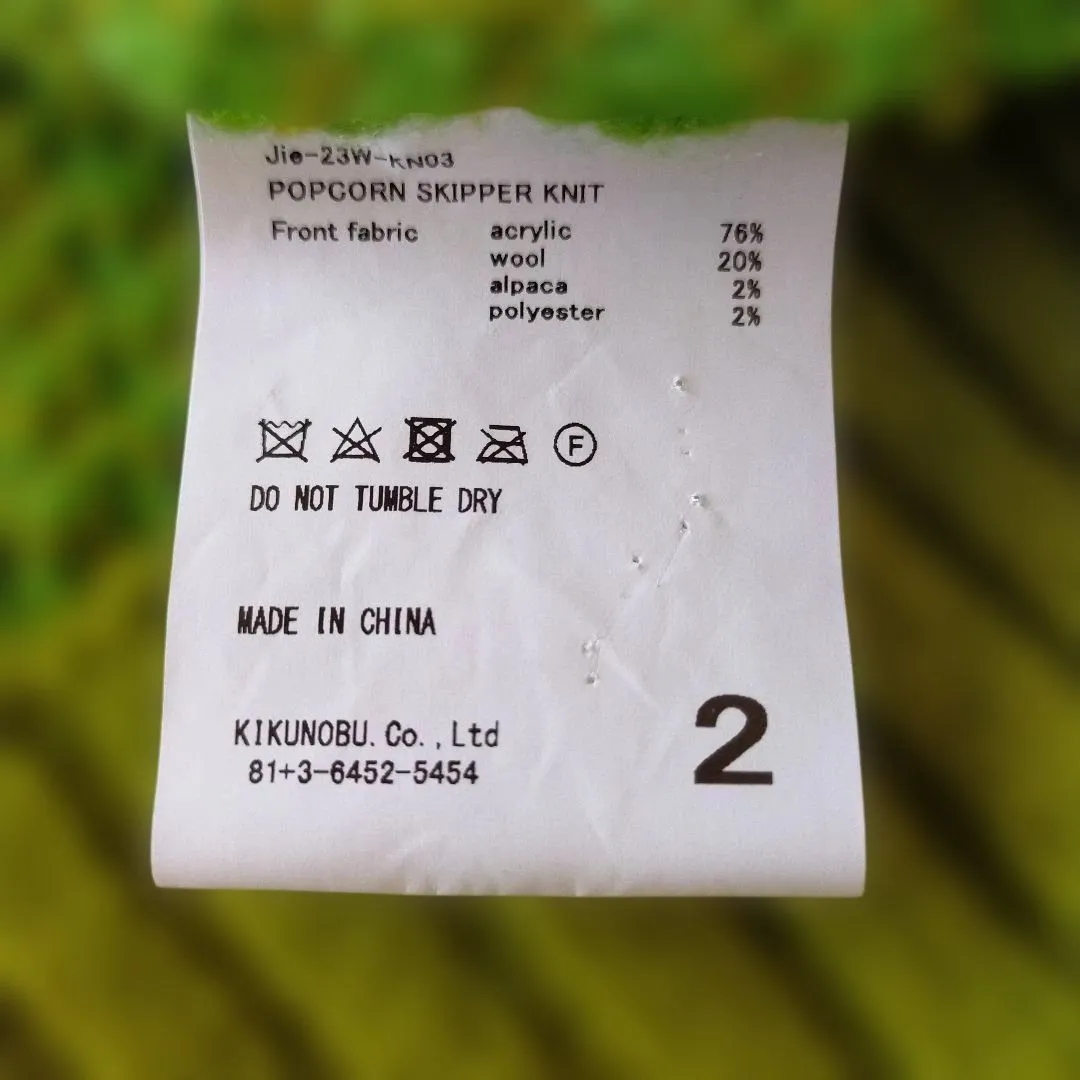 Jie-23W-KN03
POPCORN SKIPPER KNIT
Front fabric acrylic 76%
wool 20%
alpaca 2%
polyester 2%
F
DO NOT TUMBLE DRY
MADE IN CHINA
KIKUNOBU.Co.,Ltd
81+3-6452-5454
2